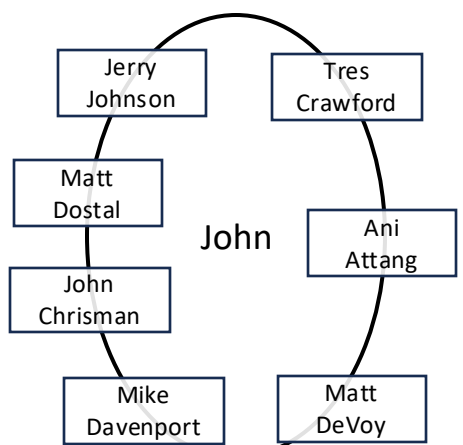 Jerry
Johnson
Tres
Crawford
Matt
Dostal
John
Ani
Attang
John
Chrisman
Mike
Davenport
Matt
DeVoy